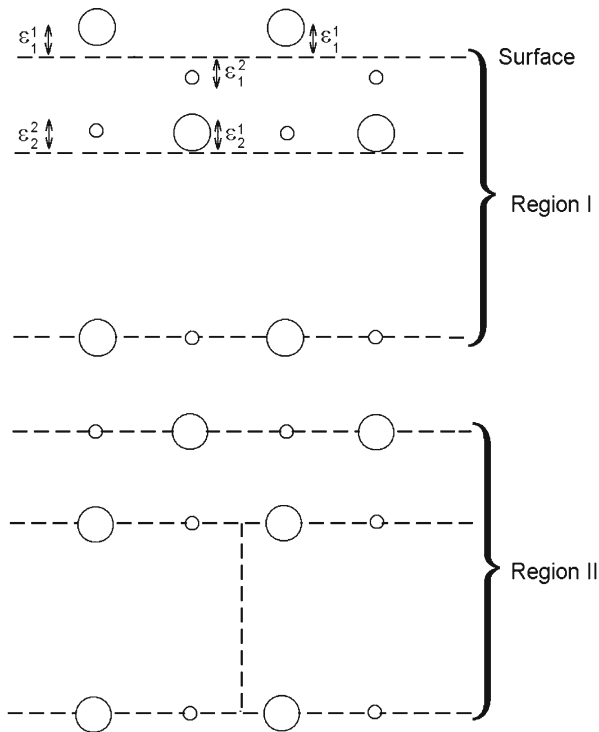 ε₁¹ ε₁¹
Surface
ε₁²
ε₂² ε₂¹
Region I
Region II